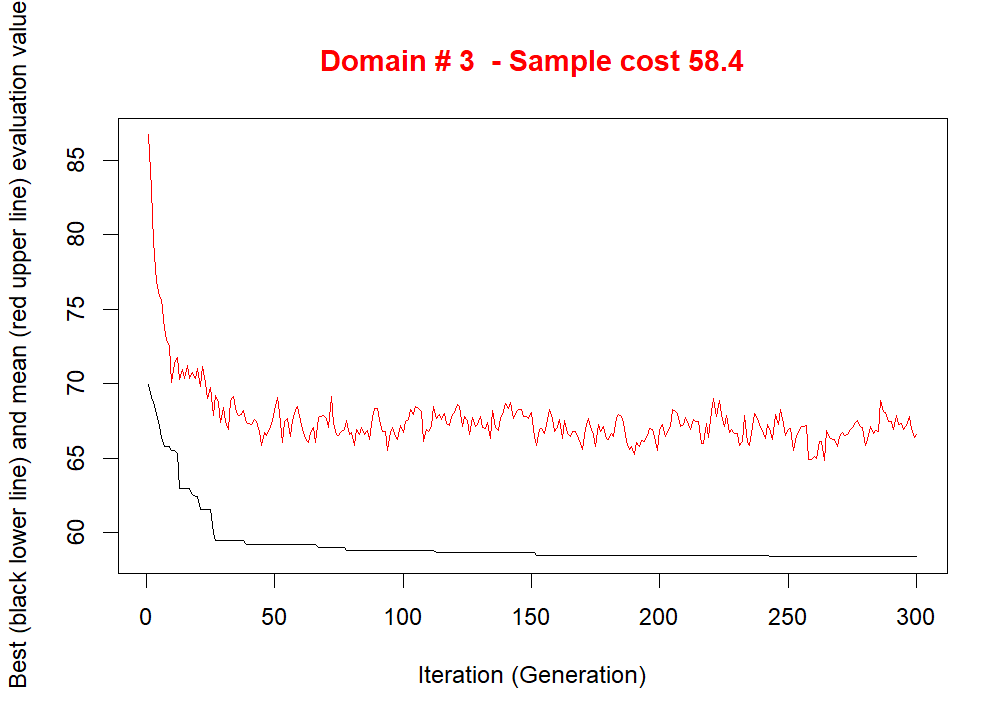 Domain # 3  - Sample cost 58.4
Best (black lower line) and mean (red upper line) evaluation value
85
80
75
70
65
60
0 50 100 150 200 250 300
Iteration (Generation)